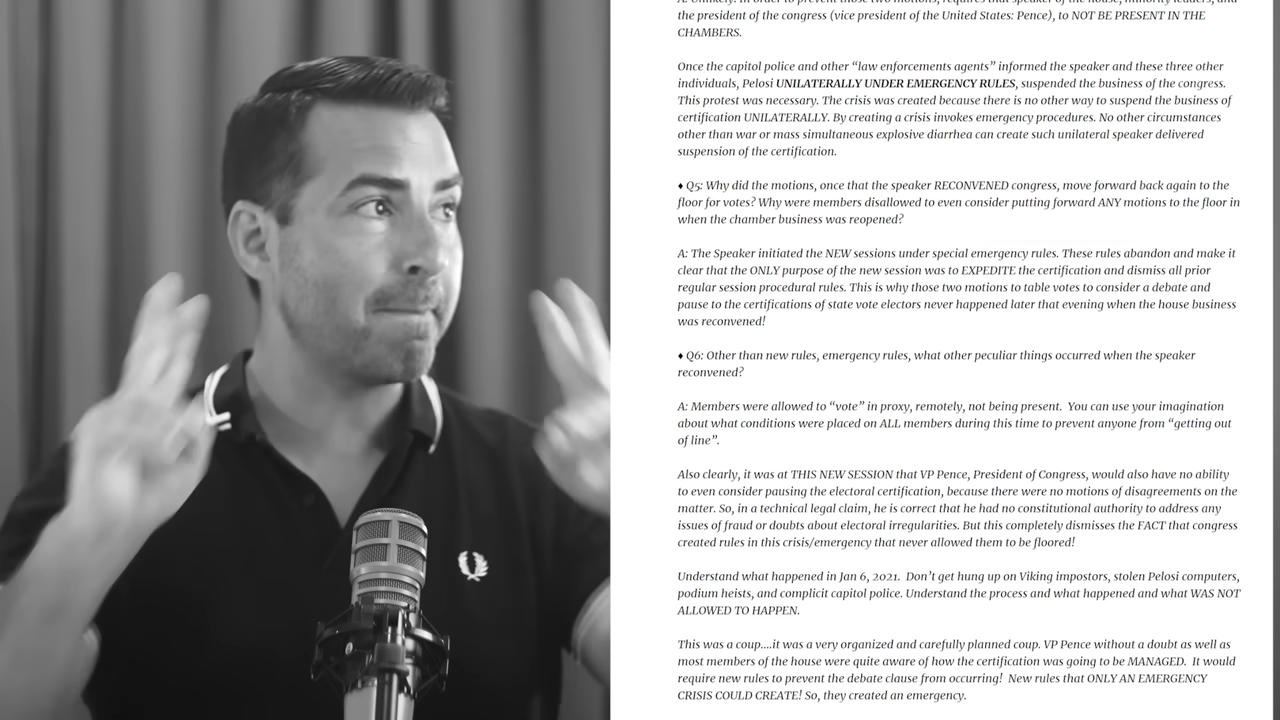 A: Unlikely. In order to prevent those two motions, requires that speaker of the house, minority leaders, and
the president of the congress (vice president of the United States: Pence), to NOT BE PRESENT IN THE
CHAMBERS.
Once the capitol police and other “law enforcements agents” informed the speaker and these three other
individuals, Pelosi UNILATERALLY UNDER EMERGENCY RULES, suspended the business of the congress.
This protest was necessary. The crisis was created because there is no other way to suspend the business of
certification UNILATERALLY. By creating a crisis invokes emergency procedures. No other circumstances
other than war or mass simultaneous explosive diarrhea can create such unilateral speaker delivered
suspension of the certification.
♦ Q5: Why did the motions, once that the speaker RECONVENED congress, move forward back again to the
floor for votes? Why were members disallowed to even consider putting forward ANY motions to the floor in
when the chamber business was reopened?
A: The Speaker initiated the NEW sessions under special emergency rules. These rules abandon and make it
clear that the ONLY purpose of the new session was to EXPEDITE the certification and dismiss all prior
regular session procedural rules. This is why those two motions to table votes to consider a debate and
pause to the certifications of state vote electors never happened later that evening when the house business
was reconvened!
♦ Q6: Other than new rules, emergency rules, what other peculiar things occurred when the speaker
reconvened?
A: Members were allowed to “vote” in proxy, remotely, not being present.  You can use your imagination
about what conditions were placed on ALL members during this time to prevent anyone from “getting out
of line”.
Also clearly, it was at THIS NEW SESSION that VP Pence, President of Congress, would also have no ability
to even consider pausing the electoral certification, because there were no motions of disagreements on the
matter. So, in a technical legal claim, he is correct that he had no constitutional authority to address any
issues of fraud or doubts about electoral irregularities. But this completely dismisses the FACT that congress
created rules in this crisis/emergency that never allowed them to be floored!
Understand what happened in Jan 6, 2021.  Don’t get hung up on Viking impostors, stolen Pelosi computers,
podium heists, and complicit capitol police. Understand the process and what happened and what WAS NOT
ALLOWED TO HAPPEN.
This was a coup....it was a very organized and carefully planned coup. VP Pence without a doubt as well as
most members of the house were quite aware of how the certification was going to be MANAGED.  It would
require new rules to prevent the debate clause from occurring!  New rules that ONLY AN EMERGENCY
CRISIS COULD CREATE! So, they created an emergency.